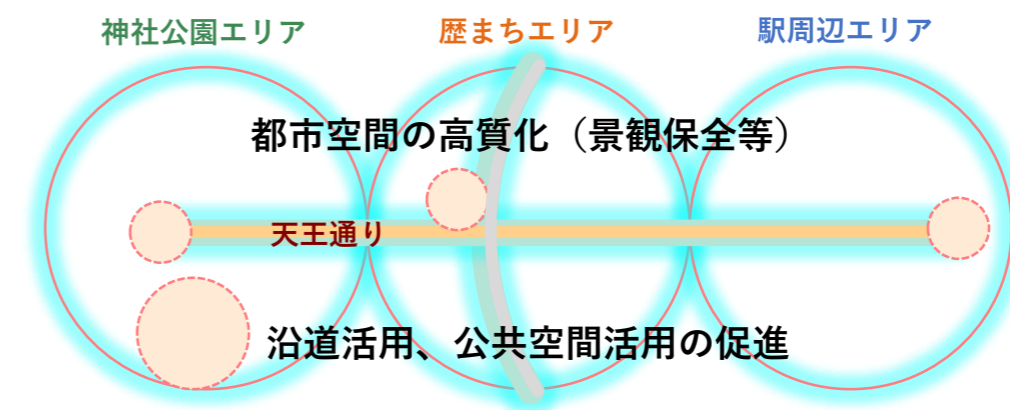 神社公園エリア
歴まちエリア
駅周辺エリア
都市空間の高質化（景観保全等）
天王通り
沿道活用、公共空間活用の促進